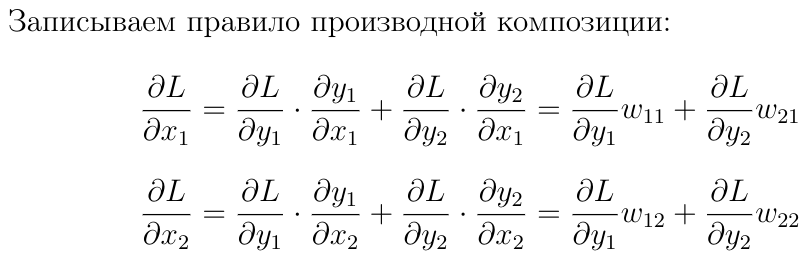 Записываем правило производной композиции:
∂L/∂x₁ = ∂L/∂y₁ · ∂y₁/∂x₁ + ∂L/∂y₂ · ∂y₂/∂x₁ = ∂L/∂y₁ w₁₁ + ∂L/∂y₂ w₂₁
∂L/∂x₂ = ∂L/∂y₁ · ∂y₁/∂x₂ + ∂L/∂y₂ · ∂y₂/∂x₂ = ∂L/∂y₁ w₁₂ + ∂L/∂y₂ w₂₂